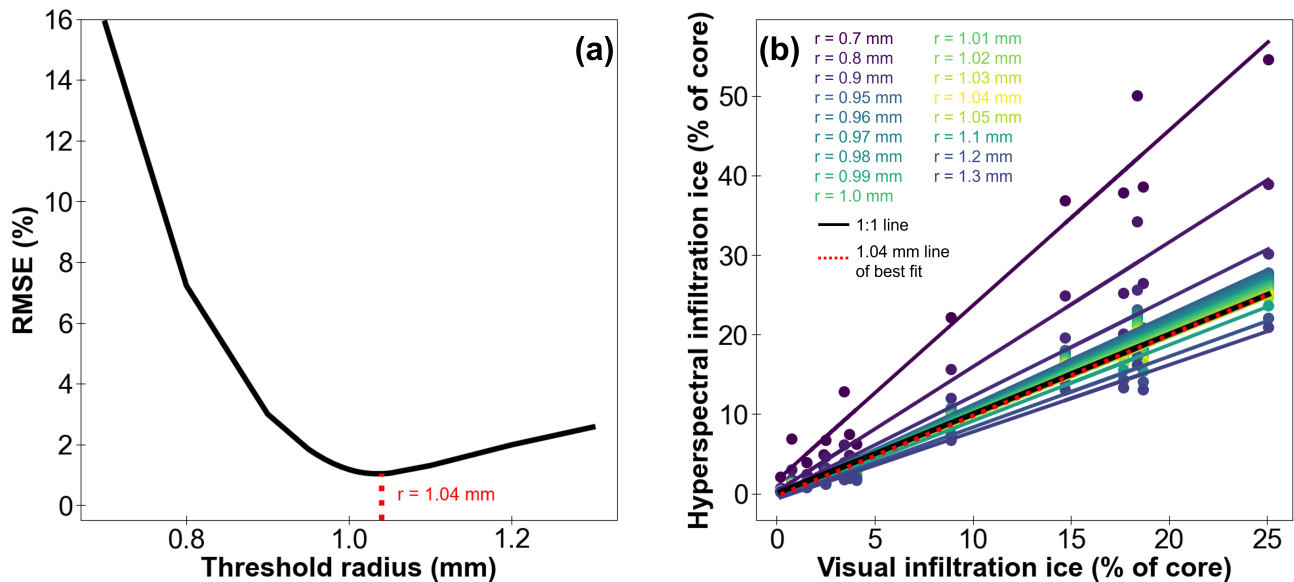 (a)
16
14
12
10
8
6
4
2
0
RMSE (%)
r = 1.04 mm
0.8
1.0
1.2
Threshold radius (mm)
(b)
r = 0.7 mm
r = 0.8 mm
r = 0.9 mm
r = 0.95 mm
r = 0.96 mm
r = 0.97 mm
r = 0.98 mm
r = 0.99 mm
r = 1.0 mm
r = 1.01 mm
r = 1.02 mm
r = 1.03 mm
r = 1.04 mm
r = 1.05 mm
r = 1.1 mm
r = 1.2 mm
r = 1.3 mm
1:1 line
1.04 mm line
of best fit
50
40
30
20
10
0
Hyperspectral infiltration ice (% of core)
0
5
10
15
20
25
Visual infiltration ice (% of core)